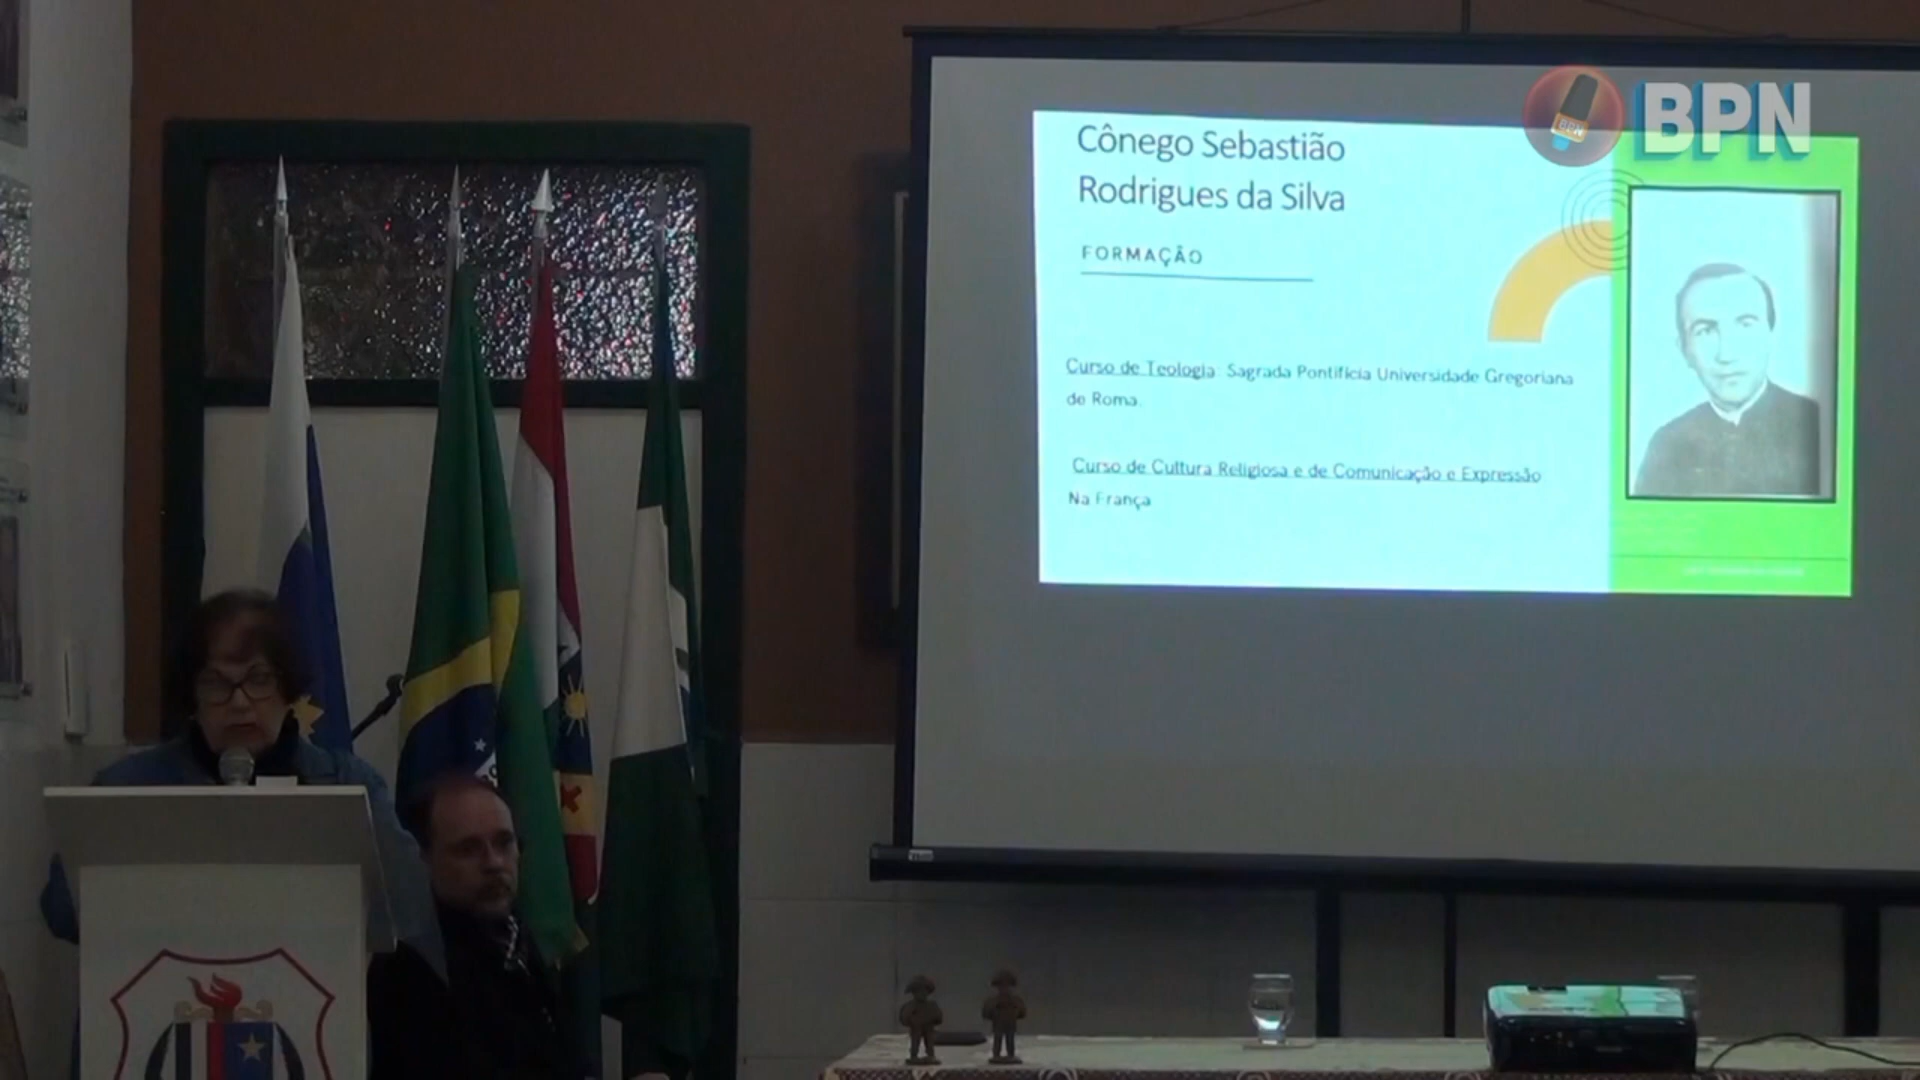 BPN
BPN
Cônego Sebastião
Rodrigues da Silva
FORMAÇÃO
Curso de Teologia: Sagrada Pontifícia Universidade Gregoriana
de Roma.
Curso de Cultura Religiosa e de Comunicação e Expressão
Na França